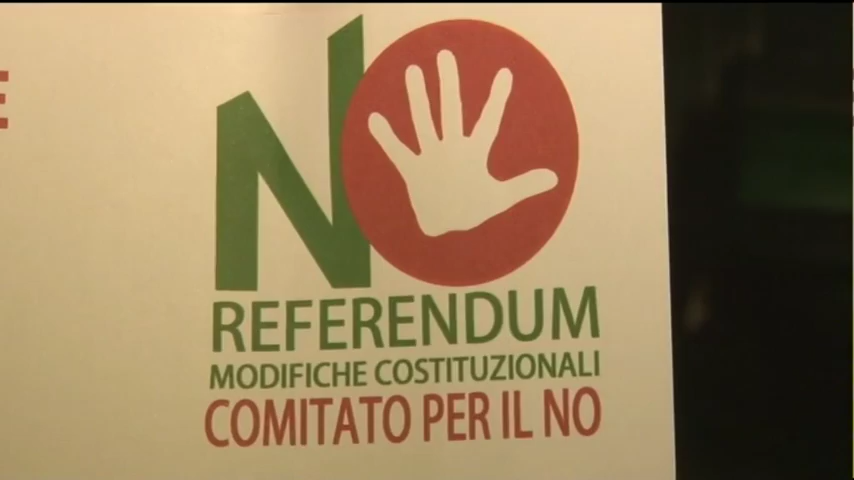 NO
REFERENDUM
MODIFICHE COSTITUZIONALI
COMITATO PER IL NO
E